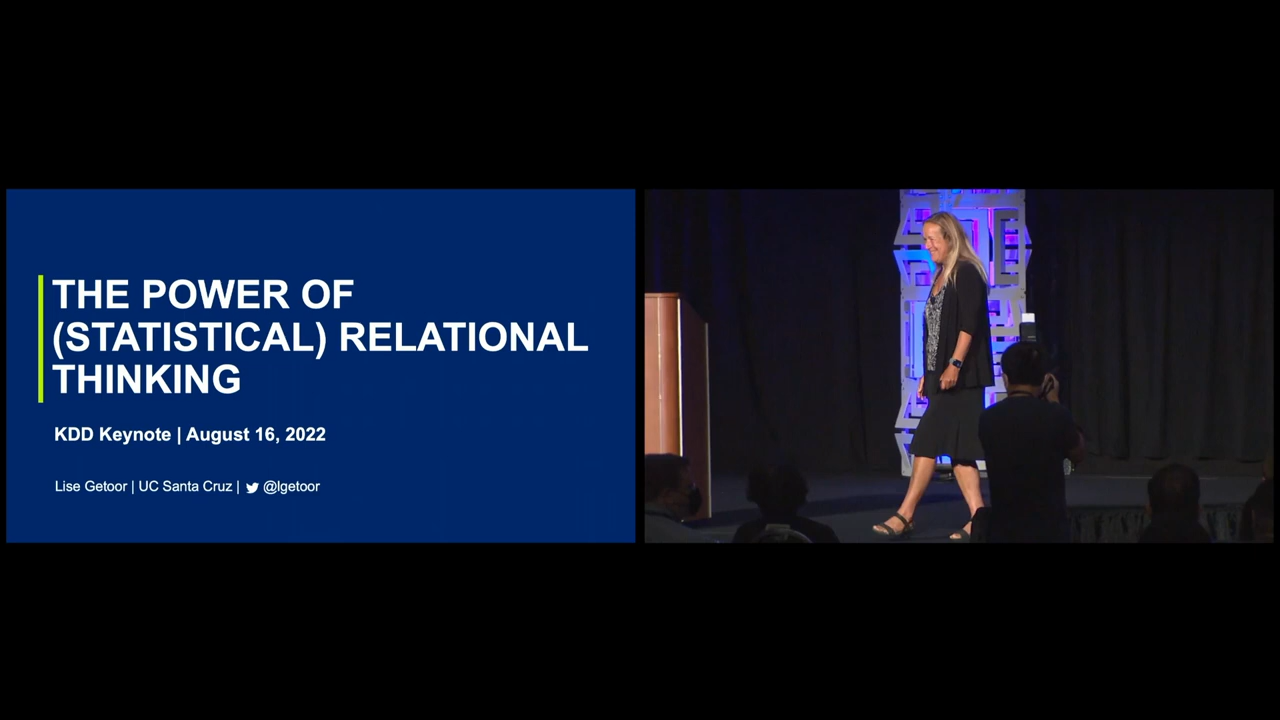 THE POWER OF
(STATISTICAL) RELATIONAL
THINKING
KDD Keynote | August 16, 2022
Lise Getoor | UC Santa Cruz | @lgetoor